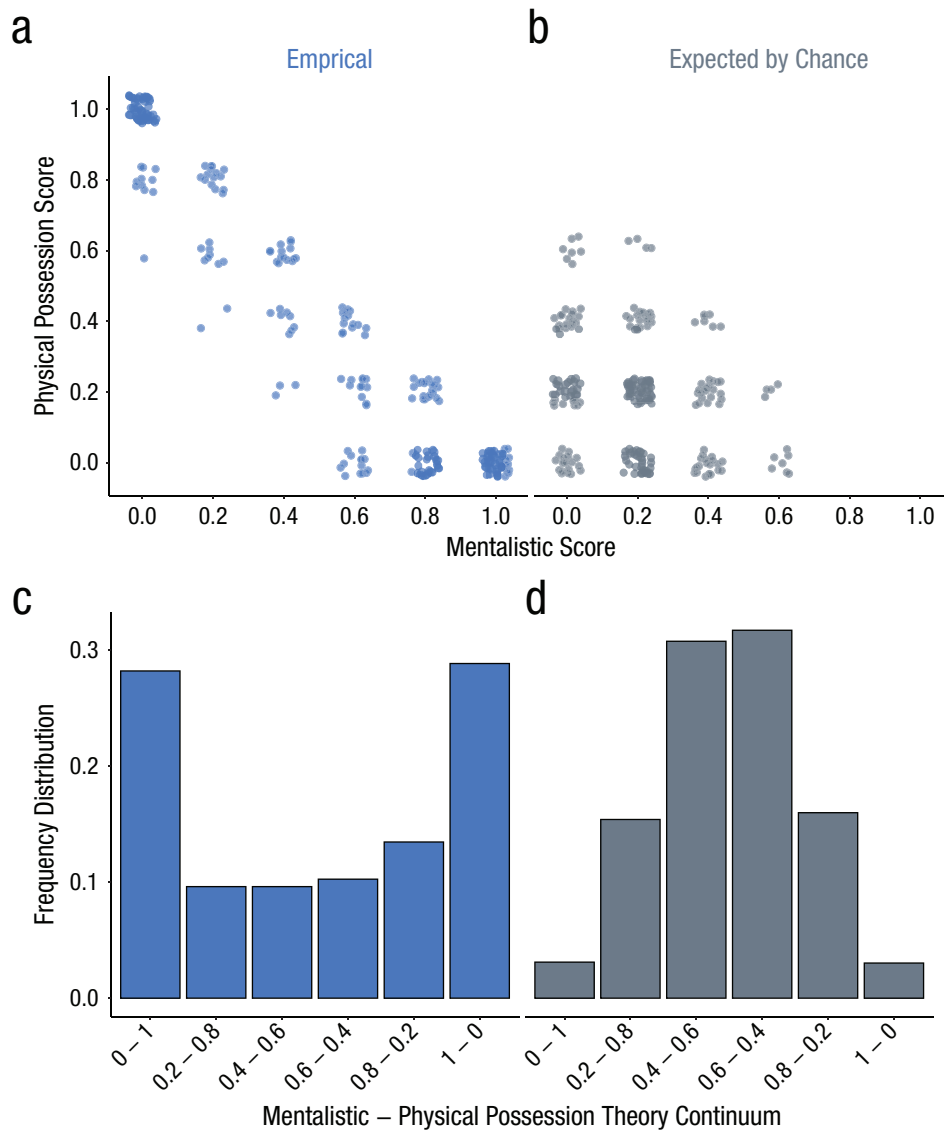 a
b
Emprical
Expected by Chance
Physical Possession Score
1.0
0.8
0.6
0.4
0.2
0.0
0.0 0.2 0.4 0.6 0.8 1.0
0.0 0.2 0.4 0.6 0.8 1.0
Mentalistic Score
c
d
Frequency Distribution
0.3
0.2
0.1
0.0
0 – 1
0.2 – 0.8
0.4 – 0.6
0.6 – 0.4
0.8 – 0.2
1 – 0
0 – 1
0.2 – 0.8
0.4 – 0.6
0.6 – 0.4
0.8 – 0.2
1 – 0
Mentalistic – Physical Possession Theory Continuum